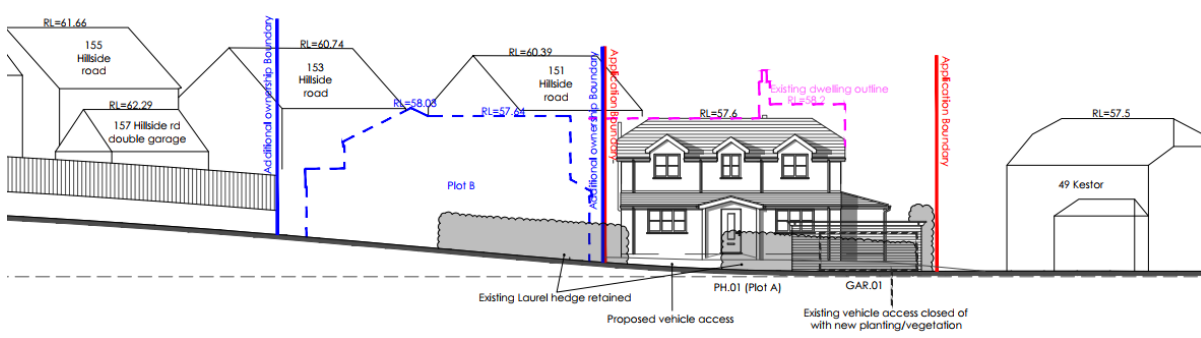 RL=61.66
155
Hillside
road
RL=62.29
157 Hillside rd
double garage
Additional ownership Boundary
RL=60.74
153
Hillside
road
RL=58.03
RL=57.64
Plot B
RL=60.39
151
Hillside
road
Additional ownership Boundary
Application Boundary
Existing dwelling outline
RL=58.2
RL=57.6
Application Boundary
RL=57.5
49 Kestor
Existing Laurel hedge retained
PH.01 (Plot A)
GAR.01
Proposed vehicle access
Existing vehicle access closed of
with new planting/vegetation